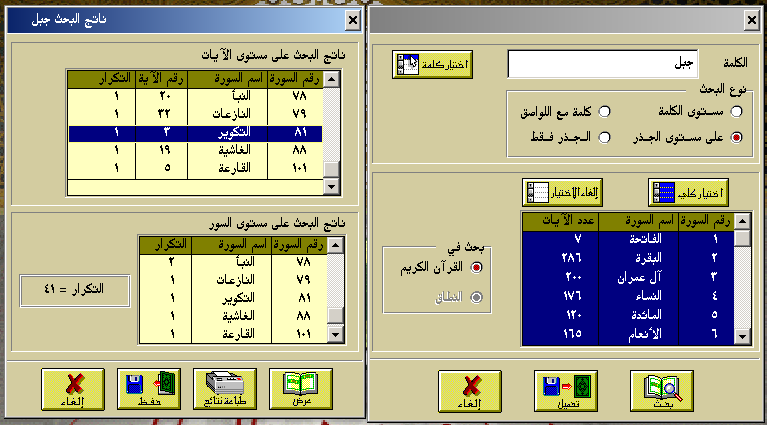 الكلمة جبل اختيار كلمة
نوع البحث
مستوى الكلمة كلمة مع اللواصق
على مستوى الجذر الجذر فقط
اختيار كلي إلغاء الاختيار
رقم السورة اسم السورة عدد الآيات
١ الفاتحة ٧
٢ البقرة ٢٨٦
٣ آل عمران ٢٠٠
٤ النساء ١٧٦
٥ المائدة ١٢٠
٦ الأنعام ١٦٥
بحث في
القرآن الكريم
النطاق
بحث تحميل إلغاء
ناتج البحث جبل
ناتج البحث على مستوى الآيات
رقم السورة اسم السورة رقم الآية التكرار
٧٨ النبأ ٢٠ ١
٧٩ النازعات ٣٢ ١
٨١ التكوير ٣ ١
٨٨ الغاشية ١٩ ١
١٠١ القارعة ٥ ١
ناتج البحث على مستوى السور
رقم السورة اسم السورة التكرار
٧٨ النبأ ٢
٧٩ النازعات ١
٨١ التكوير ١
٨٨ الغاشية ١
١٠١ القارعة ١
التكرار = ٤١
عرض طباعة نتائج حفظ إلغاء